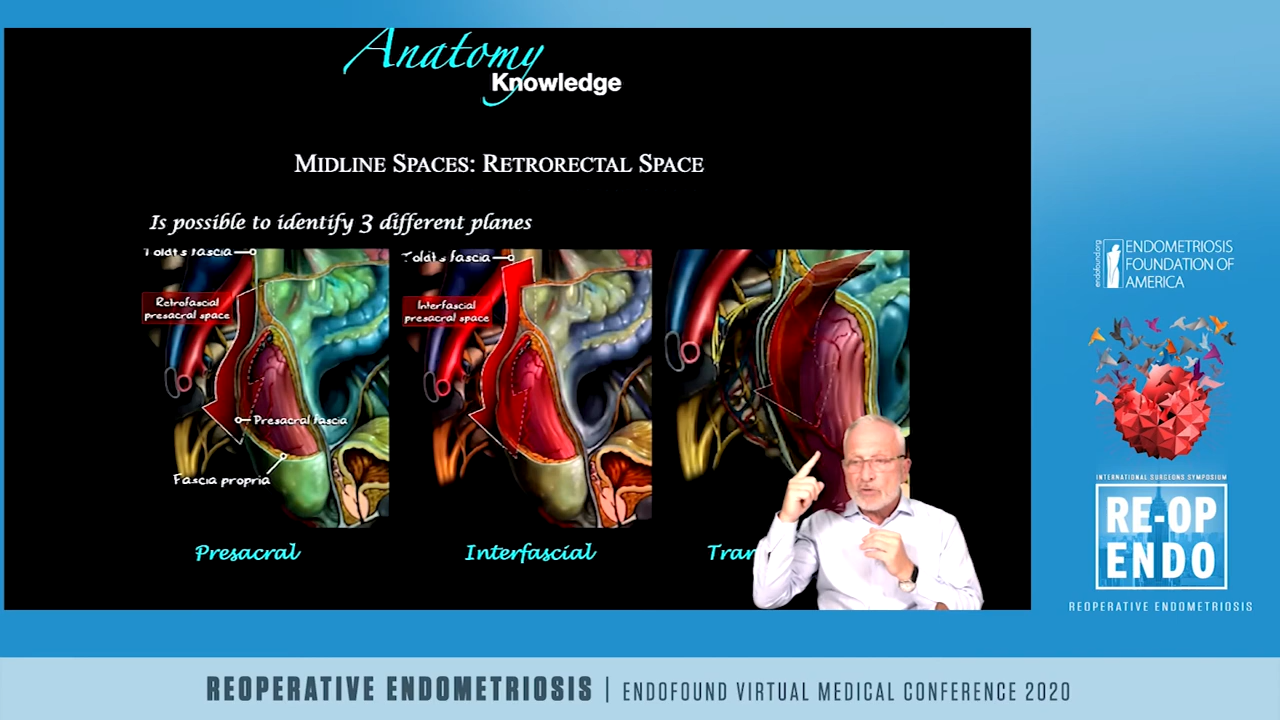 Anatomy
Knowledge
MIDLINE SPACES: RETRORECTAL SPACE
Is possible to identify 3 different planes
Toldt's fascia
Retrofascial
presacral space
Presacral fascia
Fascia propria
Toldt's fascia
Interfascial
presacral space
Presacral
Interfascial
Tran
endofound.org
ENDOMETRIOSIS
FOUNDATION OF
AMERICA
INTERNATIONAL SURGEONS SYMPOSIUM
RE-OP
ENDO
REOPERATIVE ENDOMETRIOSIS
REOPERATIVE ENDOMETRIOSIS | ENDOFOUND VIRTUAL MEDICAL CONFERENCE 2020